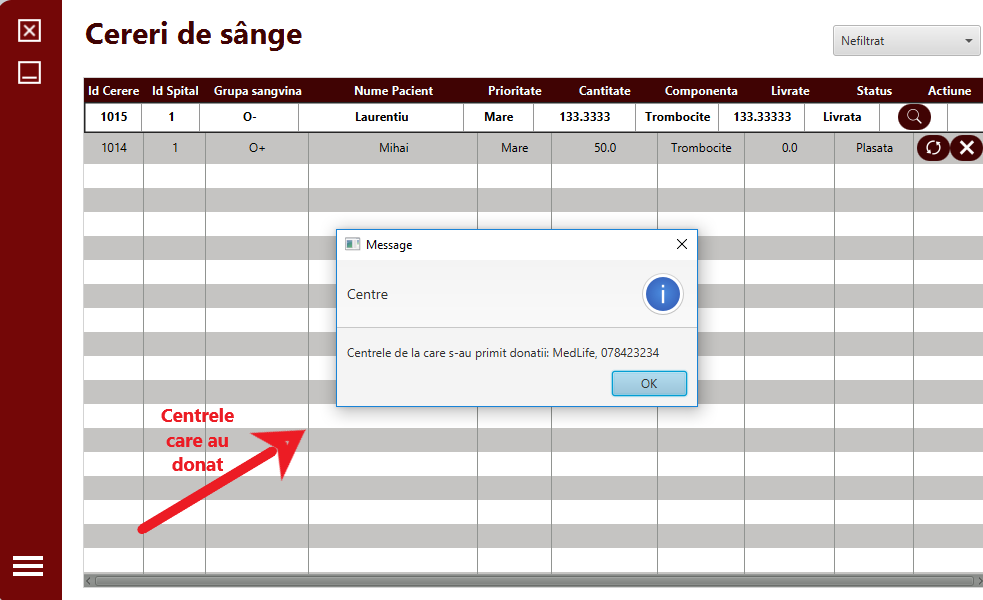 Cereri de sânge
Nefiltrat
Id Cerere Id Spital Grupa sangvina Nume Pacient Prioritate Cantitate Componenta Livrate Status Actiune
1015 1 O- Laurentiu Mare 133.3333 Trombocite 133.33333 Livrata
1014 1 O+ Mihai Mare 50.0 Trombocite 0.0 Plasata
Message
Centre
Centrele de la care s-au primit donatii: MedLife, 078423234
OK
Centrele
care au
donat